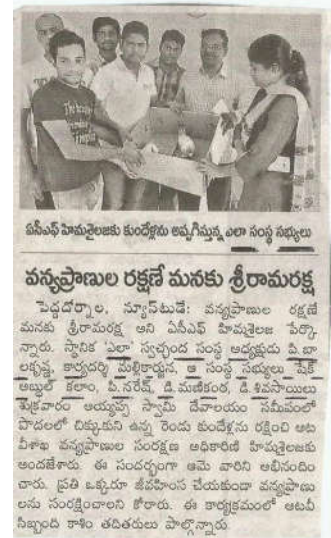 ఏసీఎఫ్ హిమశైలజకు కుందేళ్లను అప్పగిస్తున్న ఎలా సంస్థ సభ్యులు
వన్యప్రాణుల రక్షణే మనకు శ్రీరామరక్ష
పెద్దదోర్నాల, న్యూస్‌టుడే: వన్యప్రాణుల రక్షణే
మనకు శ్రీరామరక్ష అని ఏసీఎఫ్ హిమశైలజ పేర్కొ
న్నారు. స్థానిక 'ఎలా' స్వచ్ఛంద సంస్థ అధ్యక్షుడు పి.బా
లకృష్ణ, కార్యదర్శి మల్లికార్జున, ఆ సంస్థ సభ్యులు షేక్
అబ్దుల్ కలాం, పి.నరేష్, డి.మణికంఠ, డి.శివసాయిలు
శుక్రవారం అయ్యప్ప స్వామి దేవాలయం సమీపంలో
పొదలలో చిక్కుకుని ఉన్న రెండు కుందేళ్లను రక్షించి అట
వీశాఖ వన్యప్రాణుల సంరక్షణ అధికారిణి హిమశైలజకు
అందజేశారు. ఈ సందర్భంగా ఆమె వారిని అభినందిం
చారు. ప్రతి ఒక్కరూ జీవహింస చేయకుండా వన్యప్రాణు
లను సంరక్షించాలని కోరారు. ఈ కార్యక్రమంలో అటవీ
సిబ్బంది కాశిం తదితరులు పాల్గొన్నారు.